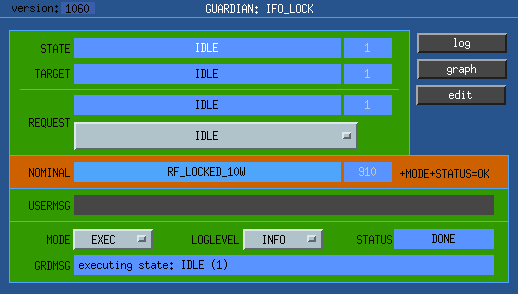 version: 1060 GUARDIAN: IFO_LOCK
STATE IDLE 1 log
TARGET IDLE 1 graph
IDLE 1 edit
REQUEST
IDLE
NOMINAL RF_LOCKED_10W 910 +MODE+STATUS=OK
USERMSG
MODE EXEC LOGLEVEL INFO STATUS DONE
GRDMSG executing state: IDLE (1)